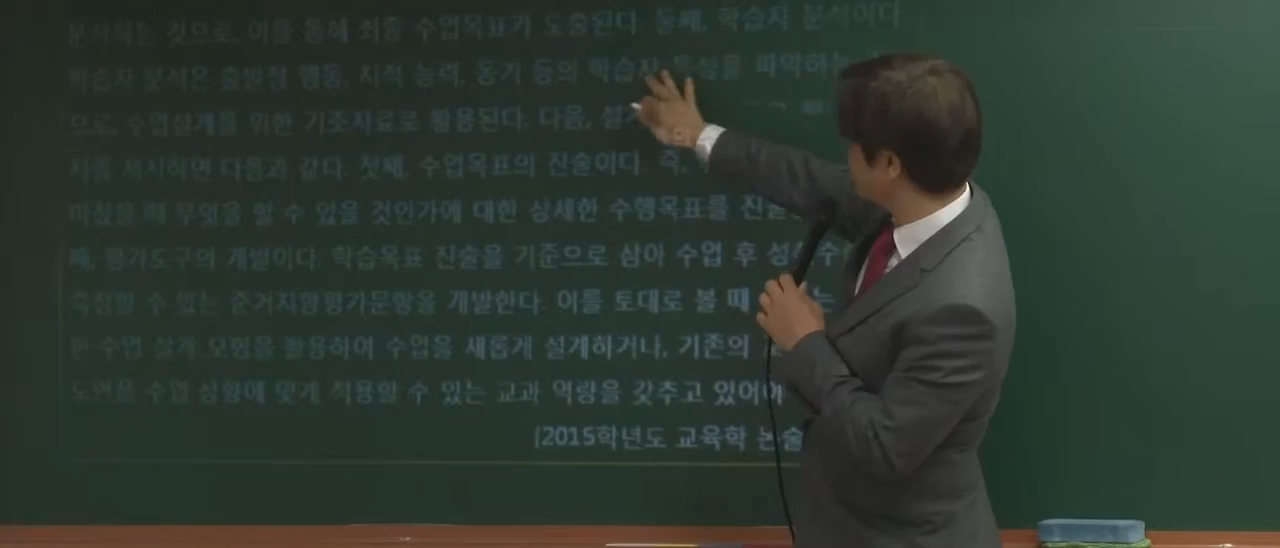 분석하는 것으로, 이를 통해 최종 수업목표가 도출된다. 둘째, 학습자 분석이다
학습자 분석은 출발점 행동, 지적 능력, 동기 등의 학습자 특성을 파악하는
으로, 수업설계를 위한 기초자료로 활용된다. 다음,
지를 제시하면 다음과 같다. 첫째, 수업목표의 진술이다. 즉,
마쳤을 때 무엇을 할 수 있을 것인가에 대한 상세한 수행목표를
째, 평가도구의 개발이다. 학습목표 진술을 기준으로 삼아 수업 후
측정할 수 있는 준거지향평가문항을 개발한다. 이를 토대로 볼 때
한 수업 설계 모형을 활용하여 수업을 새롭게 설계하거나, 기존의
수업 상황에 맞게 적용할 수 있는 교과 역량을 갖추고 있어야
[2015학년도 교육학 논술